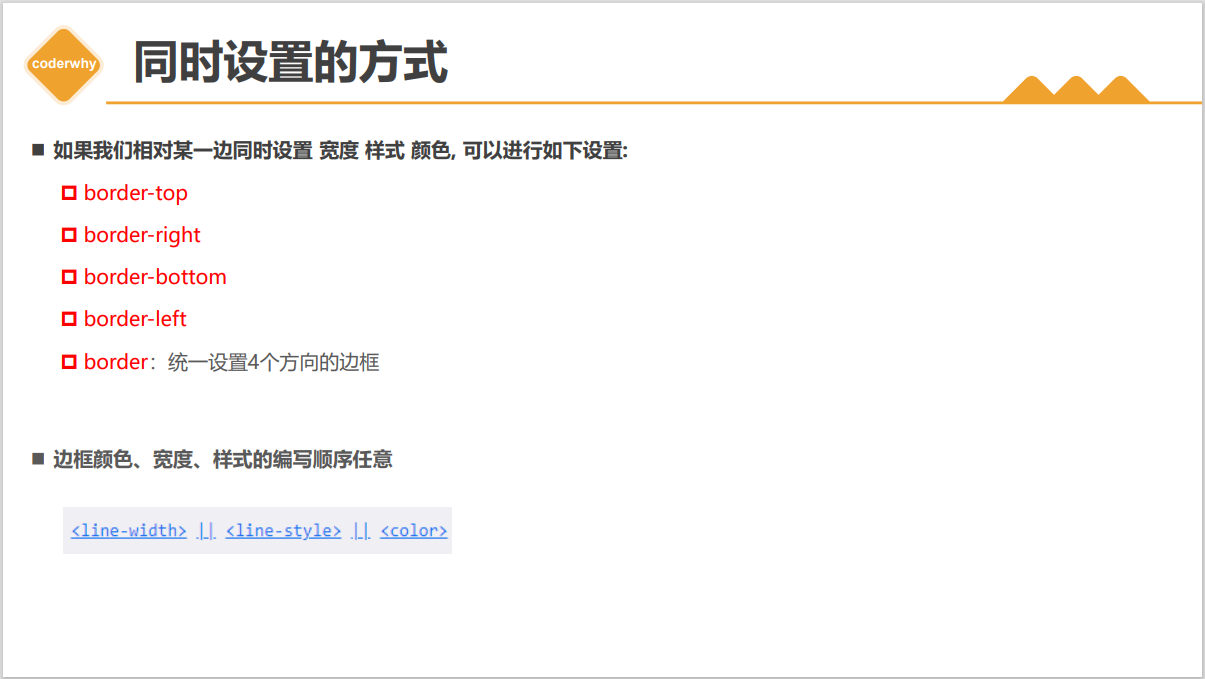 coderwhy
同时设置的方式
如果我们相对某一边同时设置 宽度 样式 颜色, 可以进行如下设置:
border-top
border-right
border-bottom
border-left
border：统一设置4个方向的边框
边框颜色、宽度、样式的编写顺序任意
<line-width> || <line-style> || <color>